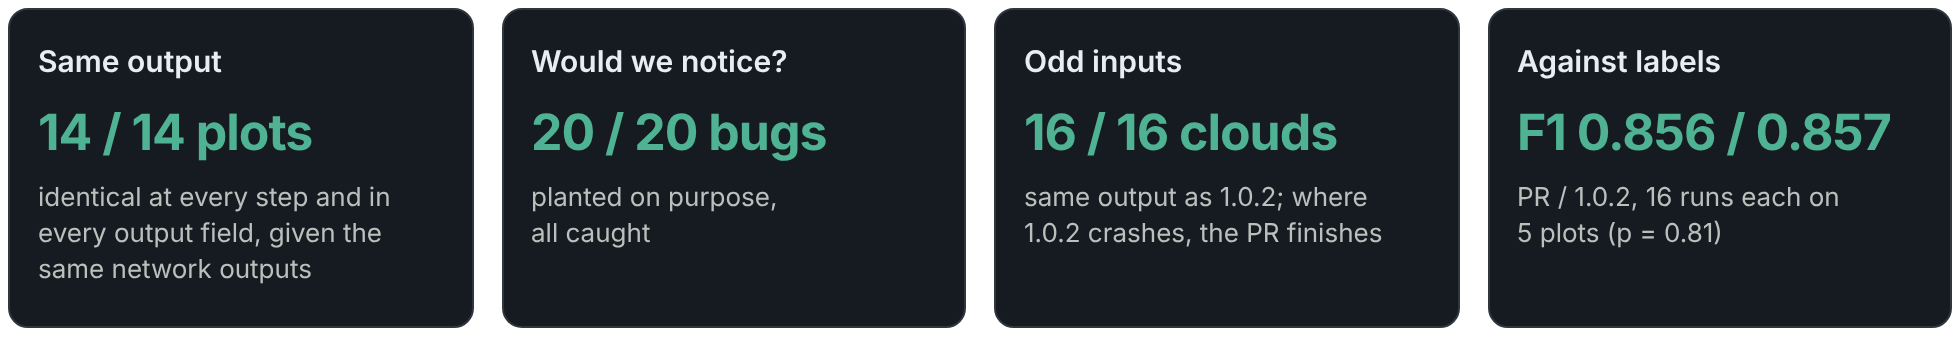 Same output
14 / 14 plots
identical at every step and in
every output field, given the
same network outputs
Would we notice?
20 / 20 bugs
planted on purpose,
all caught
Odd inputs
16 / 16 clouds
same output as 1.0.2; where
1.0.2 crashes, the PR finishes
Against labels
F1 0.856 / 0.857
PR / 1.0.2, 16 runs each on
5 plots (p = 0.81)